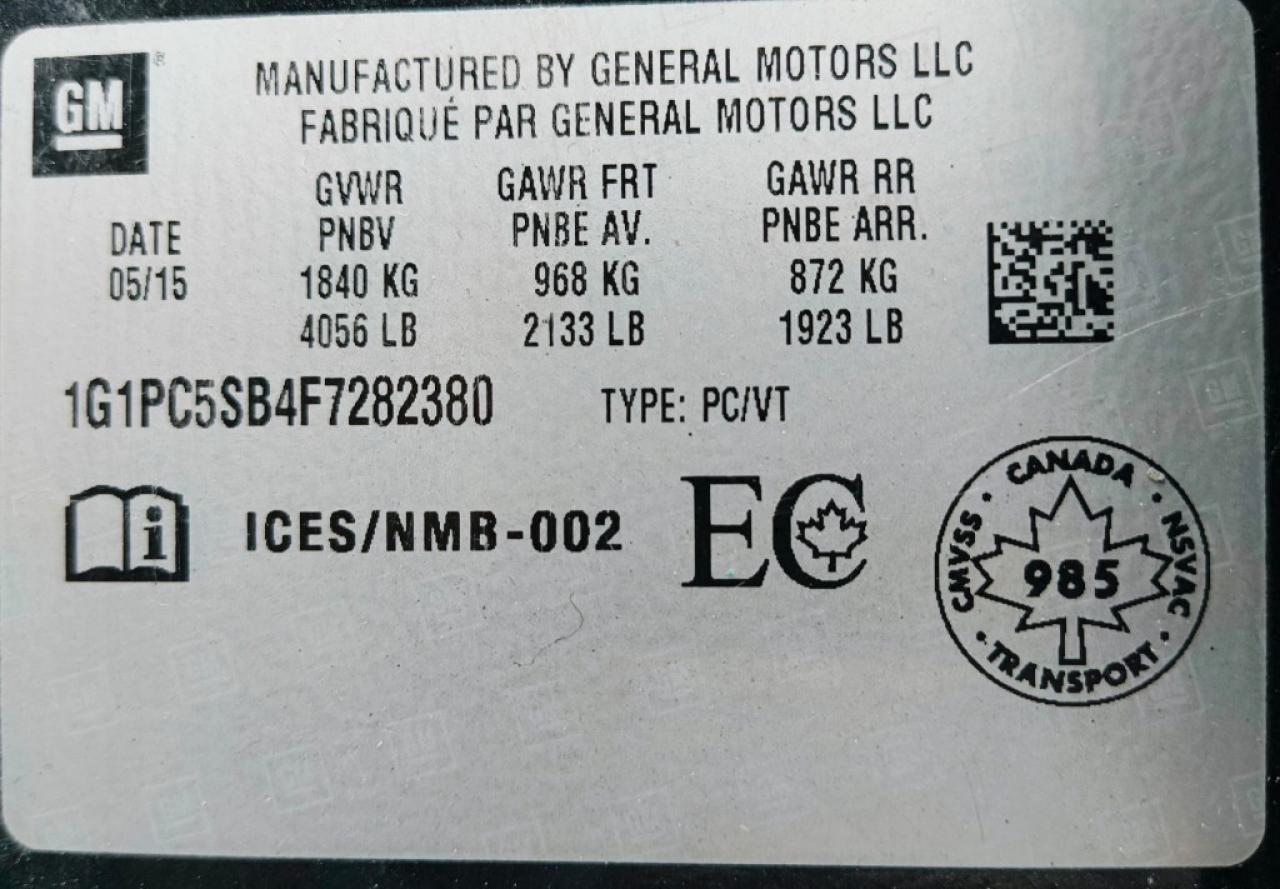 GM
MANUFACTURED BY GENERAL MOTORS LLC
FABRIQUÉ PAR GENERAL MOTORS LLC
GVWR GAWR FRT GAWR RR
DATE PNBV PNBE AV. PNBE ARR.
05/15 1840 KG 968 KG 872 KG
4056 LB 2133 LB 1923 LB
1G1PC5SB4F7282380 TYPE: PC/VT
i ICES/NMB-002 EC
CANADA
CMVSS 985 NSVAC
TRANSPORT